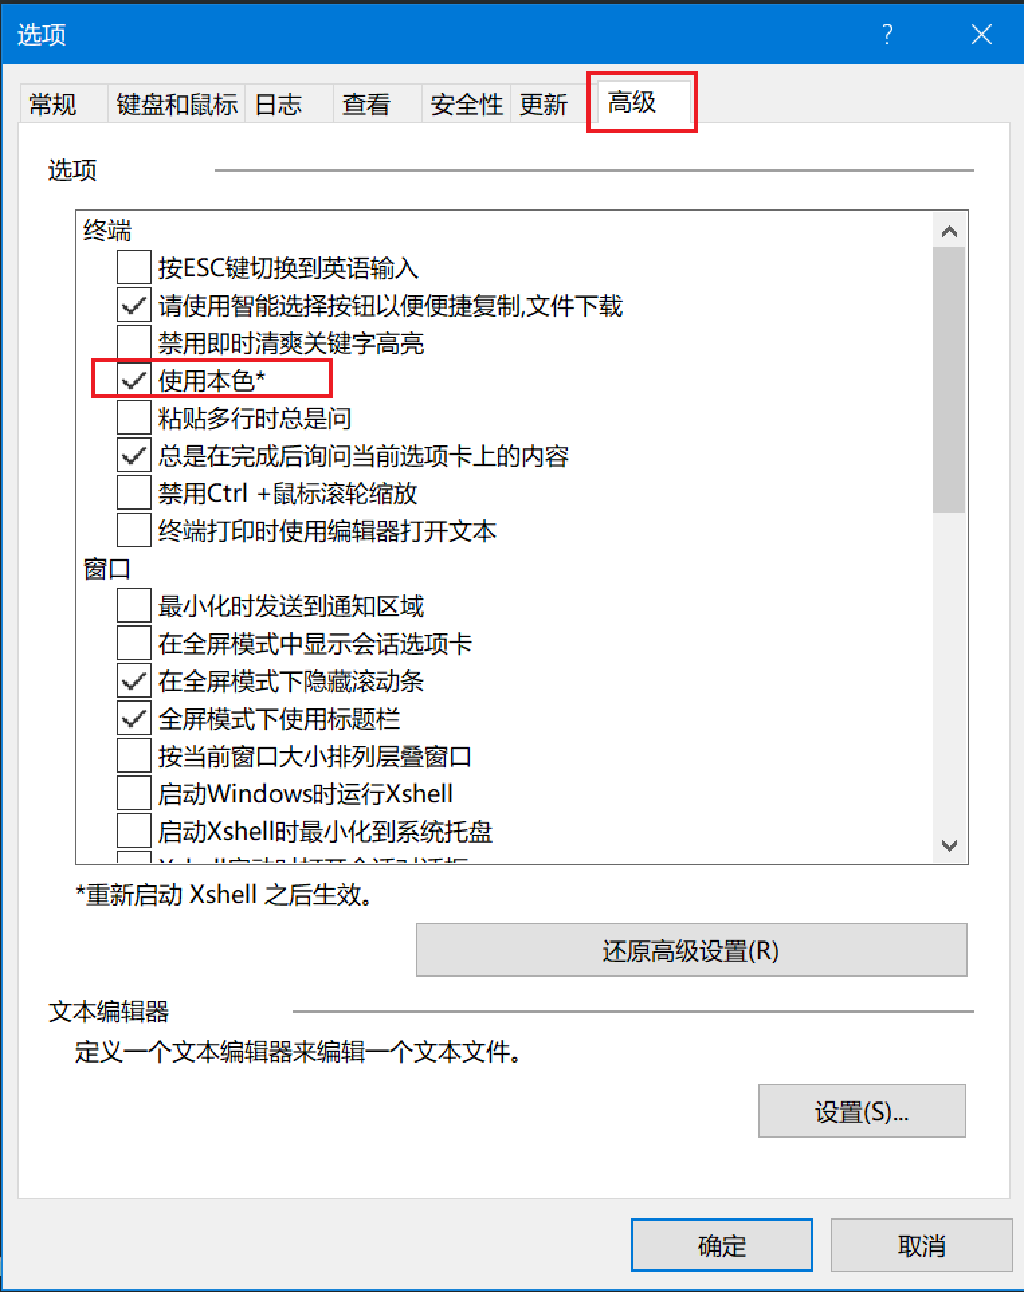 选项
?
常规 键盘和鼠标 日志 查看 安全性 更新 高级
选项
终端
按ESC键切换到英语输入
请使用智能选择按钮以便便捷复制,文件下载
禁用即时清爽关键字高亮
使用本色*
粘贴多行时总是问
总是在完成后询问当前选项卡上的内容
禁用Ctrl +鼠标滚轮缩放
终端打印时使用编辑器打开文本
窗口
最小化时发送到通知区域
在全屏模式中显示会话选项卡
在全屏模式下隐藏滚动条
全屏模式下使用标题栏
按当前窗口大小排列层叠窗口
启动Windows时运行Xshell
启动Xshell时最小化到系统托盘
*重新启动 Xshell 之后生效。
还原高级设置(R)
文本编辑器
定义一个文本编辑器来编辑一个文本文件。
设置(S)...
确定 取消